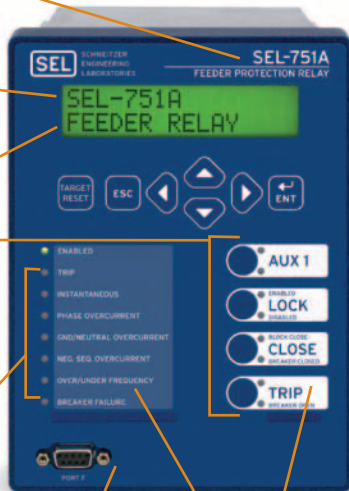 SEL SCHWEITZER ENGINEERING LABORATORIES
SEL-751A
FEEDER PROTECTION RELAY
SEL-751A
FEEDER RELAY
TARGET RESET
ESC
ENT
ENABLED
TRIP
INSTANTANEOUS
PHASE OVERCURRENT
GND/NEUTRAL OVERCURRENT
NEG. SEQ. OVERCURRENT
OVER/UNDER FREQUENCY
BREAKER FAILURE
AUX 1
ENABLED
LOCK
DISABLED
BLOCK CLOSE
CLOSE
BREAKER CLOSED
TRIP
BREAKER OPEN
PORT F